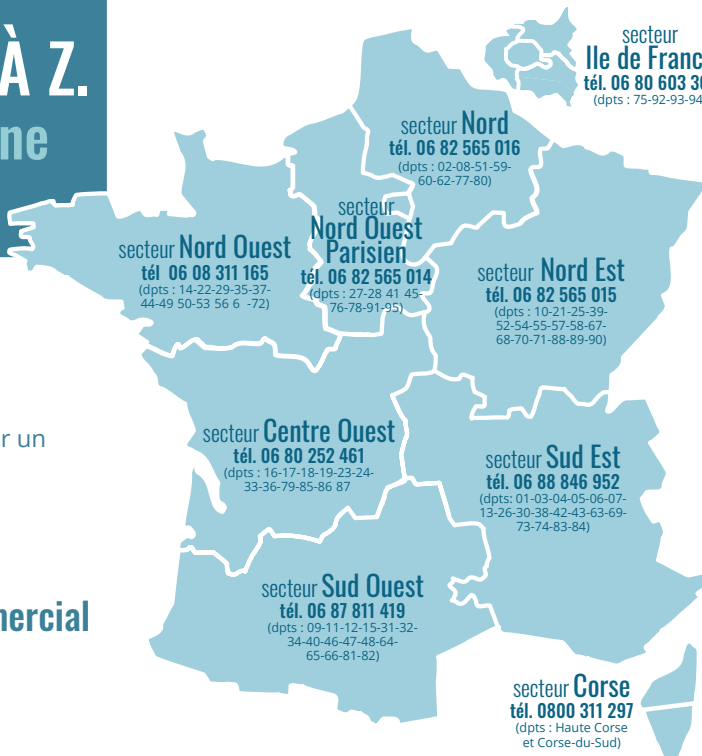 À Z.
ne
secteur
Ile de Franc
tél. 06 80 603 30
(dpts : 75-92-93-94
secteur Nord
tél. 06 82 565 016
(dpts : 02-08-51-59-
60-62-77-80)
secteur
Nord Ouest
Parisien
tél. 06 82 565 014
(dpts : 27-28 41 45-
76-78-91-95)
secteur Nord Ouest
tél 06 08 311 165
(dpts : 14-22-29-35-37-
44-49 50-53 56 6 -72)
secteur Nord Est
tél. 06 82 565 015
(dpts : 10-21-25-39-
52-54-55-57-58-67-
68-70-71-88-89-90)
r un
secteur Centre Ouest
tél. 06 80 252 461
(dpts : 16-17-18-19-23-24-
33-36-79-85-86 87
secteur Sud Est
tél. 06 88 846 952
(dpts: 01-03-04-05-06-07-
13-26-30-38-42-43-63-69-
73-74-83-84)
mercial
secteur Sud Ouest
tél. 06 87 811 419
(dpts : 09-11-12-15-31-32-
34-40-46-47-48-64-
65-66-81-82)
secteur Corse
tél. 0800 311 297
(dpts : Haute Corse
et Corse-du-Sud)